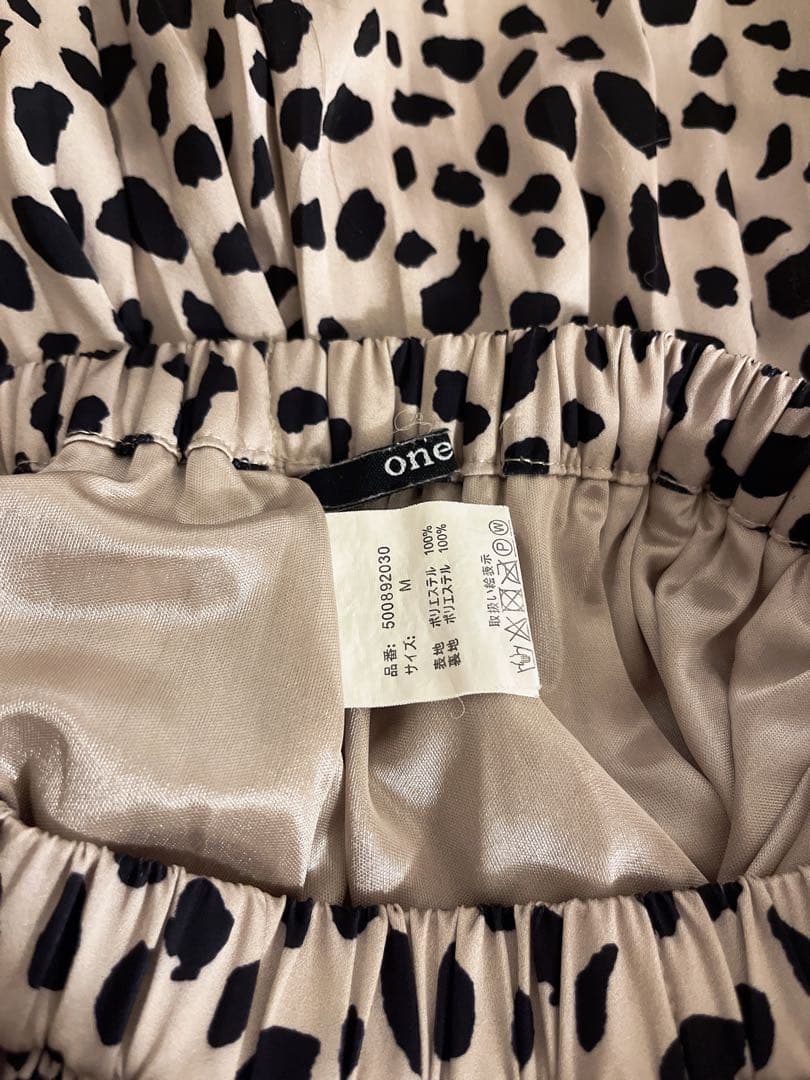 one
品番: 500892030
サイズ: M
表地 ポリエステル 100%
裏地 ポリエステル 100%
取扱い絵表示
P W